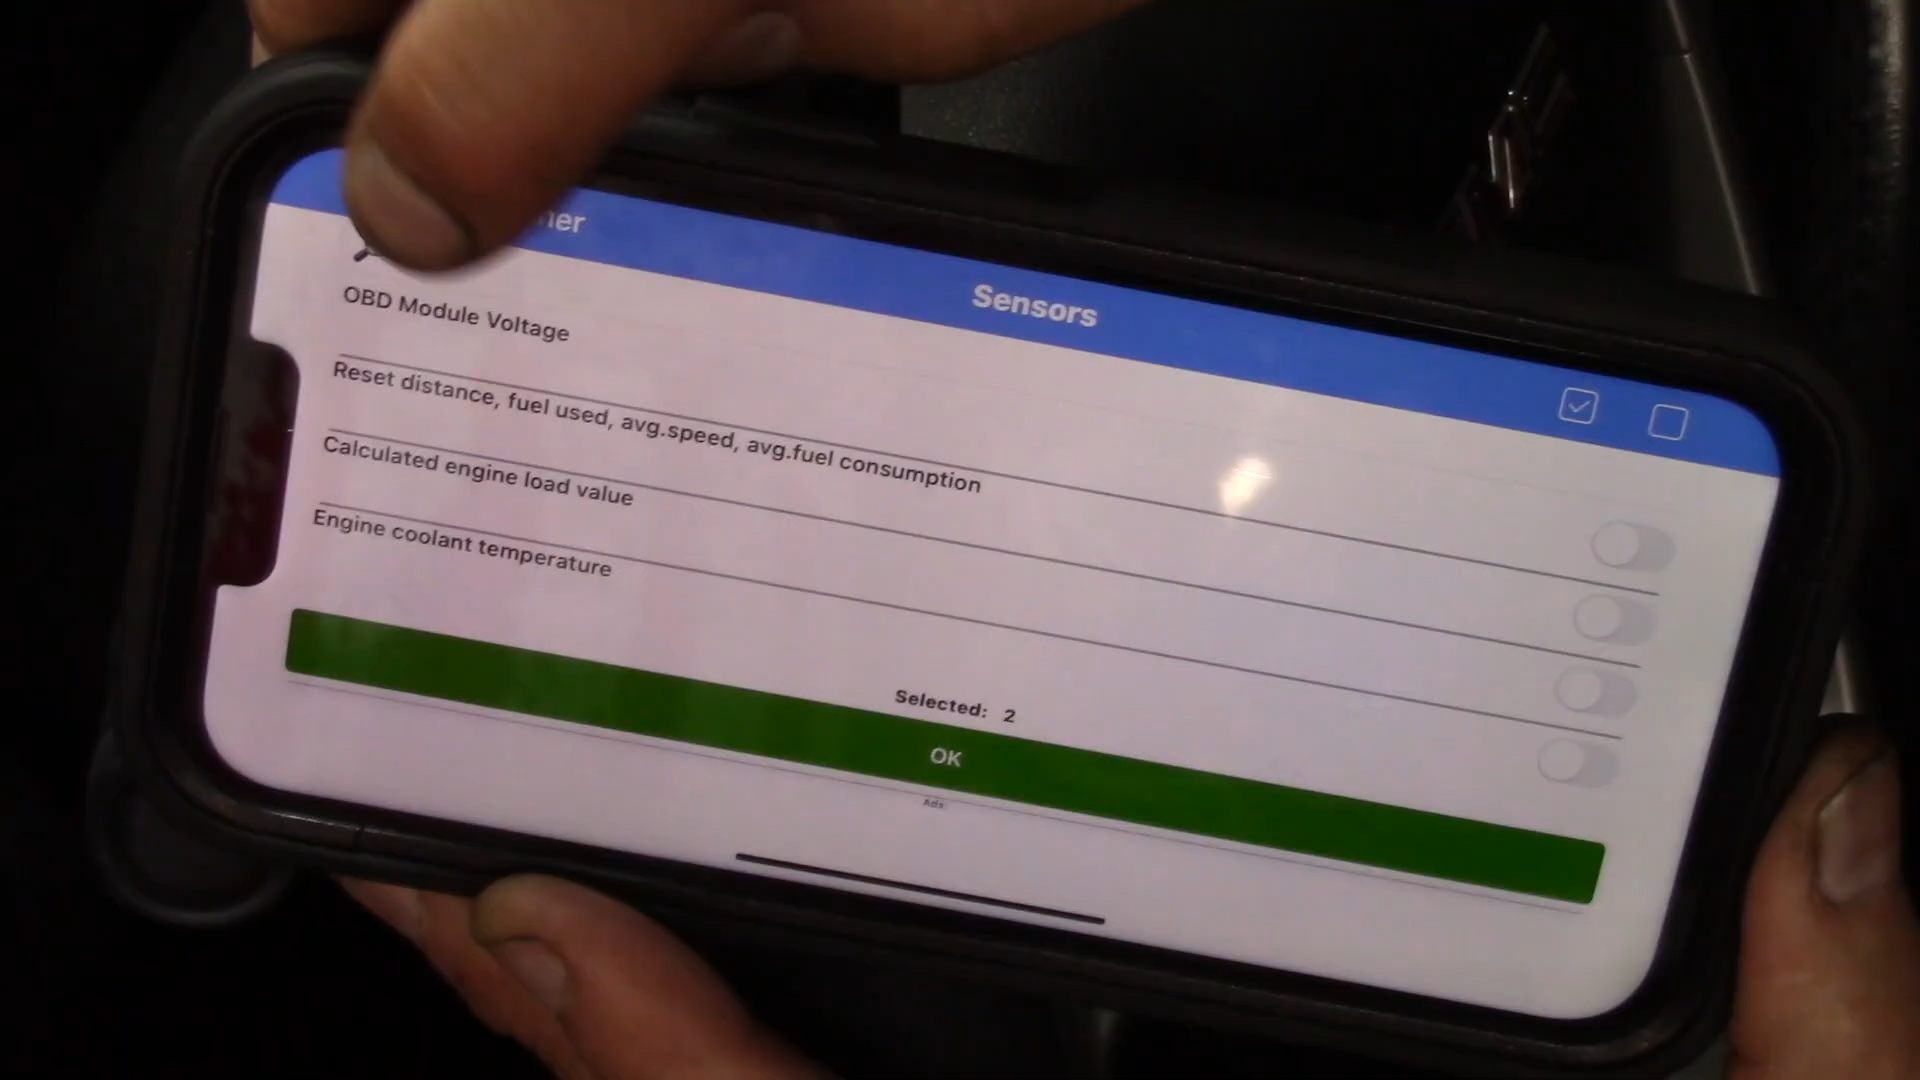 Sensors
OBD Module Voltage
Reset distance, fuel used, avg.speed, avg.fuel consumption
Calculated engine load value
Engine coolant temperature
Selected: 2
OK
Ads: